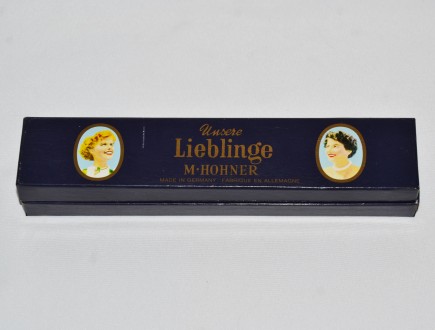 Unsere
Lieblinge
M·HOHNER
MADE IN GERMANY · FABRIQUÉ EN ALLEMAGNE